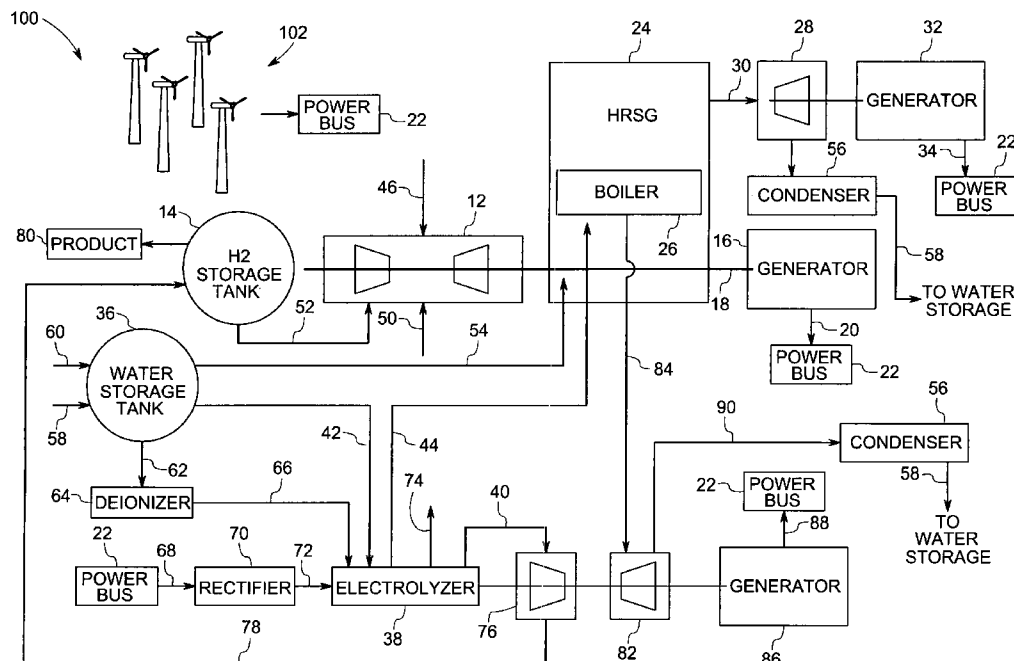 100
102
24
28
32
30
HRSG
GENERATOR
POWER
BUS
22
34
22
56
46
BOILER
CONDENSER
POWER
BUS
14
12
26
16
58
80
PRODUCT
H2
STORAGE
TANK
GENERATOR
18
TO WATER
STORAGE
36
52
50
20
60
54
POWER
BUS
22
WATER
STORAGE
TANK
84
58
42
44
90
56
CONDENSER
62
66
74
40
22
POWER
BUS
58
64
DEIONIZER
88
TO
WATER
STORAGE
22
70
POWER
BUS
68
RECTIFIER
72
ELECTROLYZER
GENERATOR
78
38
76
82
86